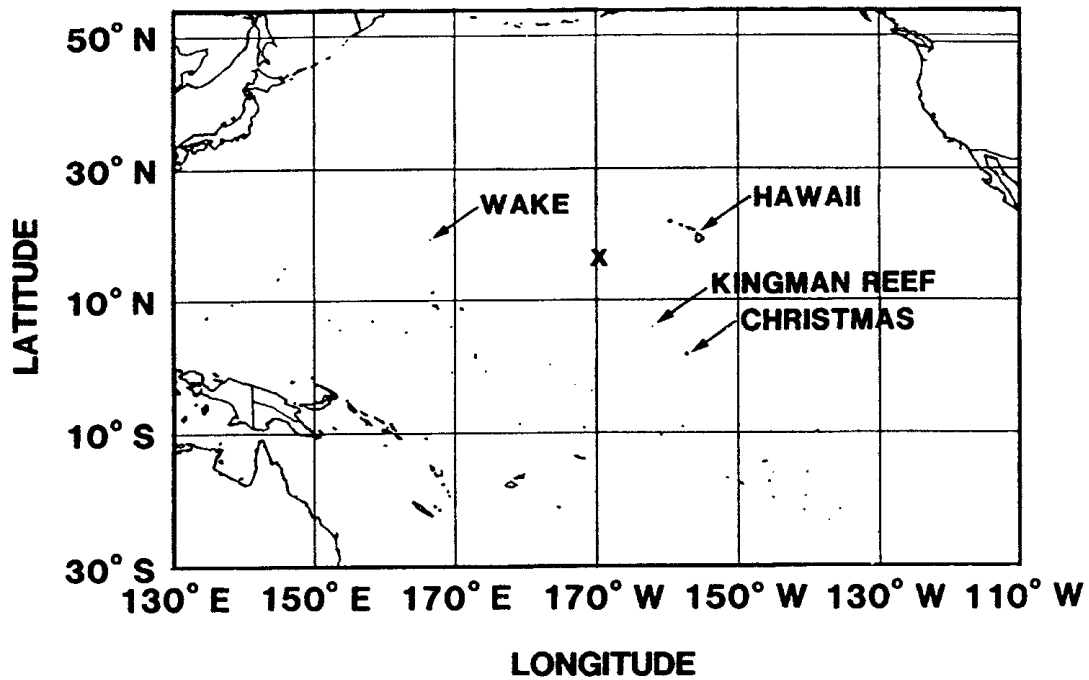 50° N
30° N
WAKE
HAWAII
X
KINGMAN REEF
10° N
CHRISTMAS
LATITUDE
10° S
30° S
130° E 150° E 170° E 170° W 150° W 130° W 110° W
LONGITUDE